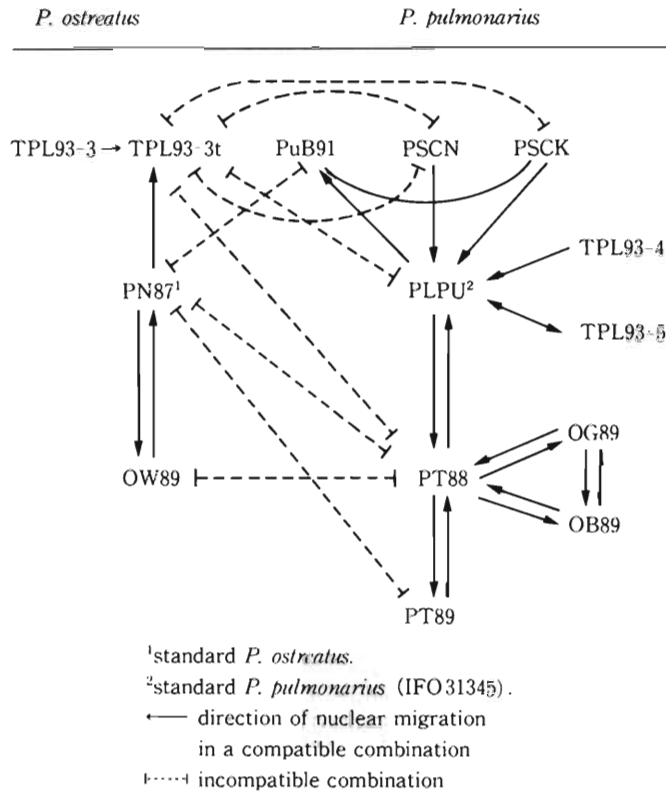 P. ostreatus P. pulmonarius
TPL93-3 → TPL93-3t PuB91 PSCN PSCK
TPL93-4
PN87¹ PLPU²
TPL93-5
OG89
OW89 PT88
OB89
PT89
¹standard P. ostreatus.
²standard P. pulmonarius (IFO31345).
← direction of nuclear migration
in a compatible combination
incompatible combination